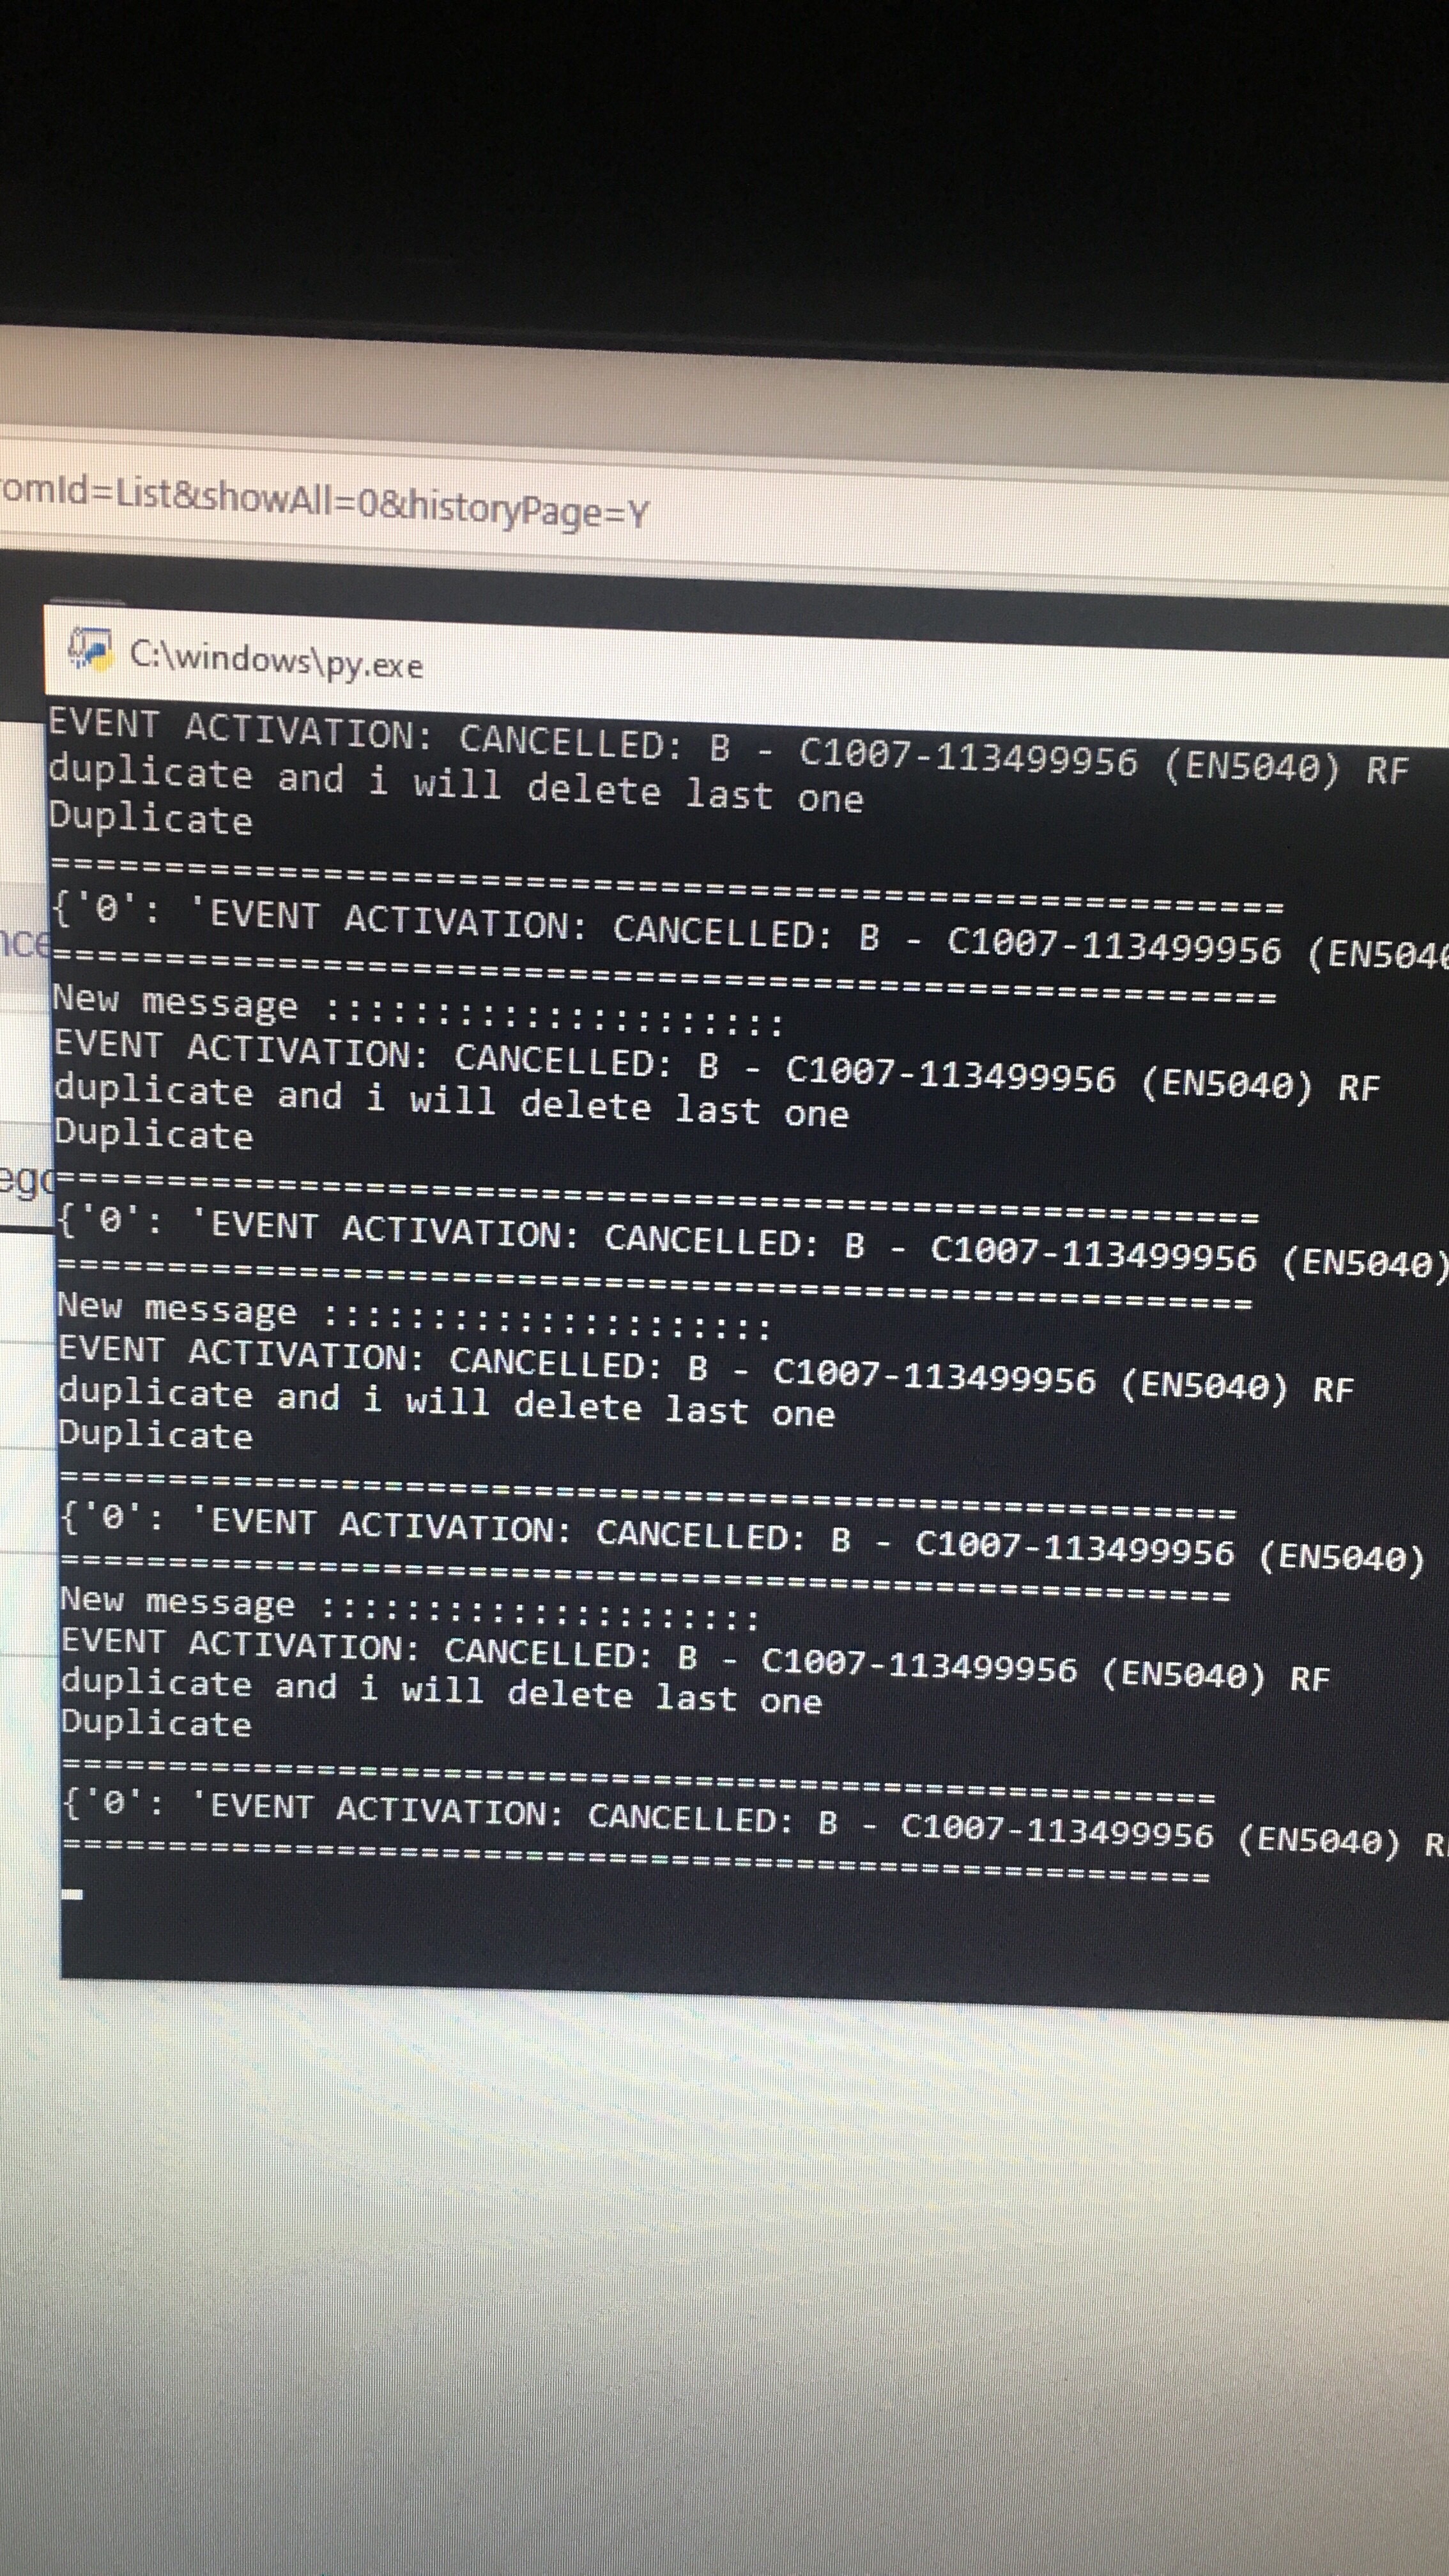 omId=List&showAll=0&historyPage=Y
C:\windows\py.exe
EVENT ACTIVATION: CANCELLED: B - C1007-113499956 (EN5040) RF
duplicate and i will delete last one
Duplicate
======================================================
{'0': 'EVENT ACTIVATION: CANCELLED: B - C1007-113499956 (EN504
======================================================
New message :::::::::::::::::::::
EVENT ACTIVATION: CANCELLED: B - C1007-113499956 (EN5040) RF
duplicate and i will delete last one
Duplicate
======================================================
{'0': 'EVENT ACTIVATION: CANCELLED: B - C1007-113499956 (EN5040)
======================================================
New message :::::::::::::::::::::
EVENT ACTIVATION: CANCELLED: B - C1007-113499956 (EN5040) RF
duplicate and i will delete last one
Duplicate
======================================================
{'0': 'EVENT ACTIVATION: CANCELLED: B - C1007-113499956 (EN5040)
======================================================
New message :::::::::::::::::::::
EVENT ACTIVATION: CANCELLED: B - C1007-113499956 (EN5040) RF
duplicate and i will delete last one
Duplicate
======================================================
{'0': 'EVENT ACTIVATION: CANCELLED: B - C1007-113499956 (EN5040) R
======================================================